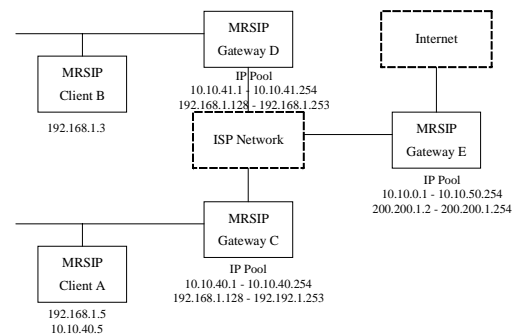 MRSIP
Gateway D
Internet
IP Pool
10.10.41.1 - 10.10.41.254
192.168.1.128 - 192.168.1.253
MRSIP
Client B
192.168.1.3
ISP Network
MRSIP
Gateway E
IP Pool
10.10.0.1 - 10.10.50.254
200.200.1.2 - 200.200.1.254
MRSIP
Gateway C
IP Pool
10.10.40.1 - 10.10.40.254
192.168.1.128 - 192.192.1.253
MRSIP
Client A
192.168.1.5
10.10.40.5